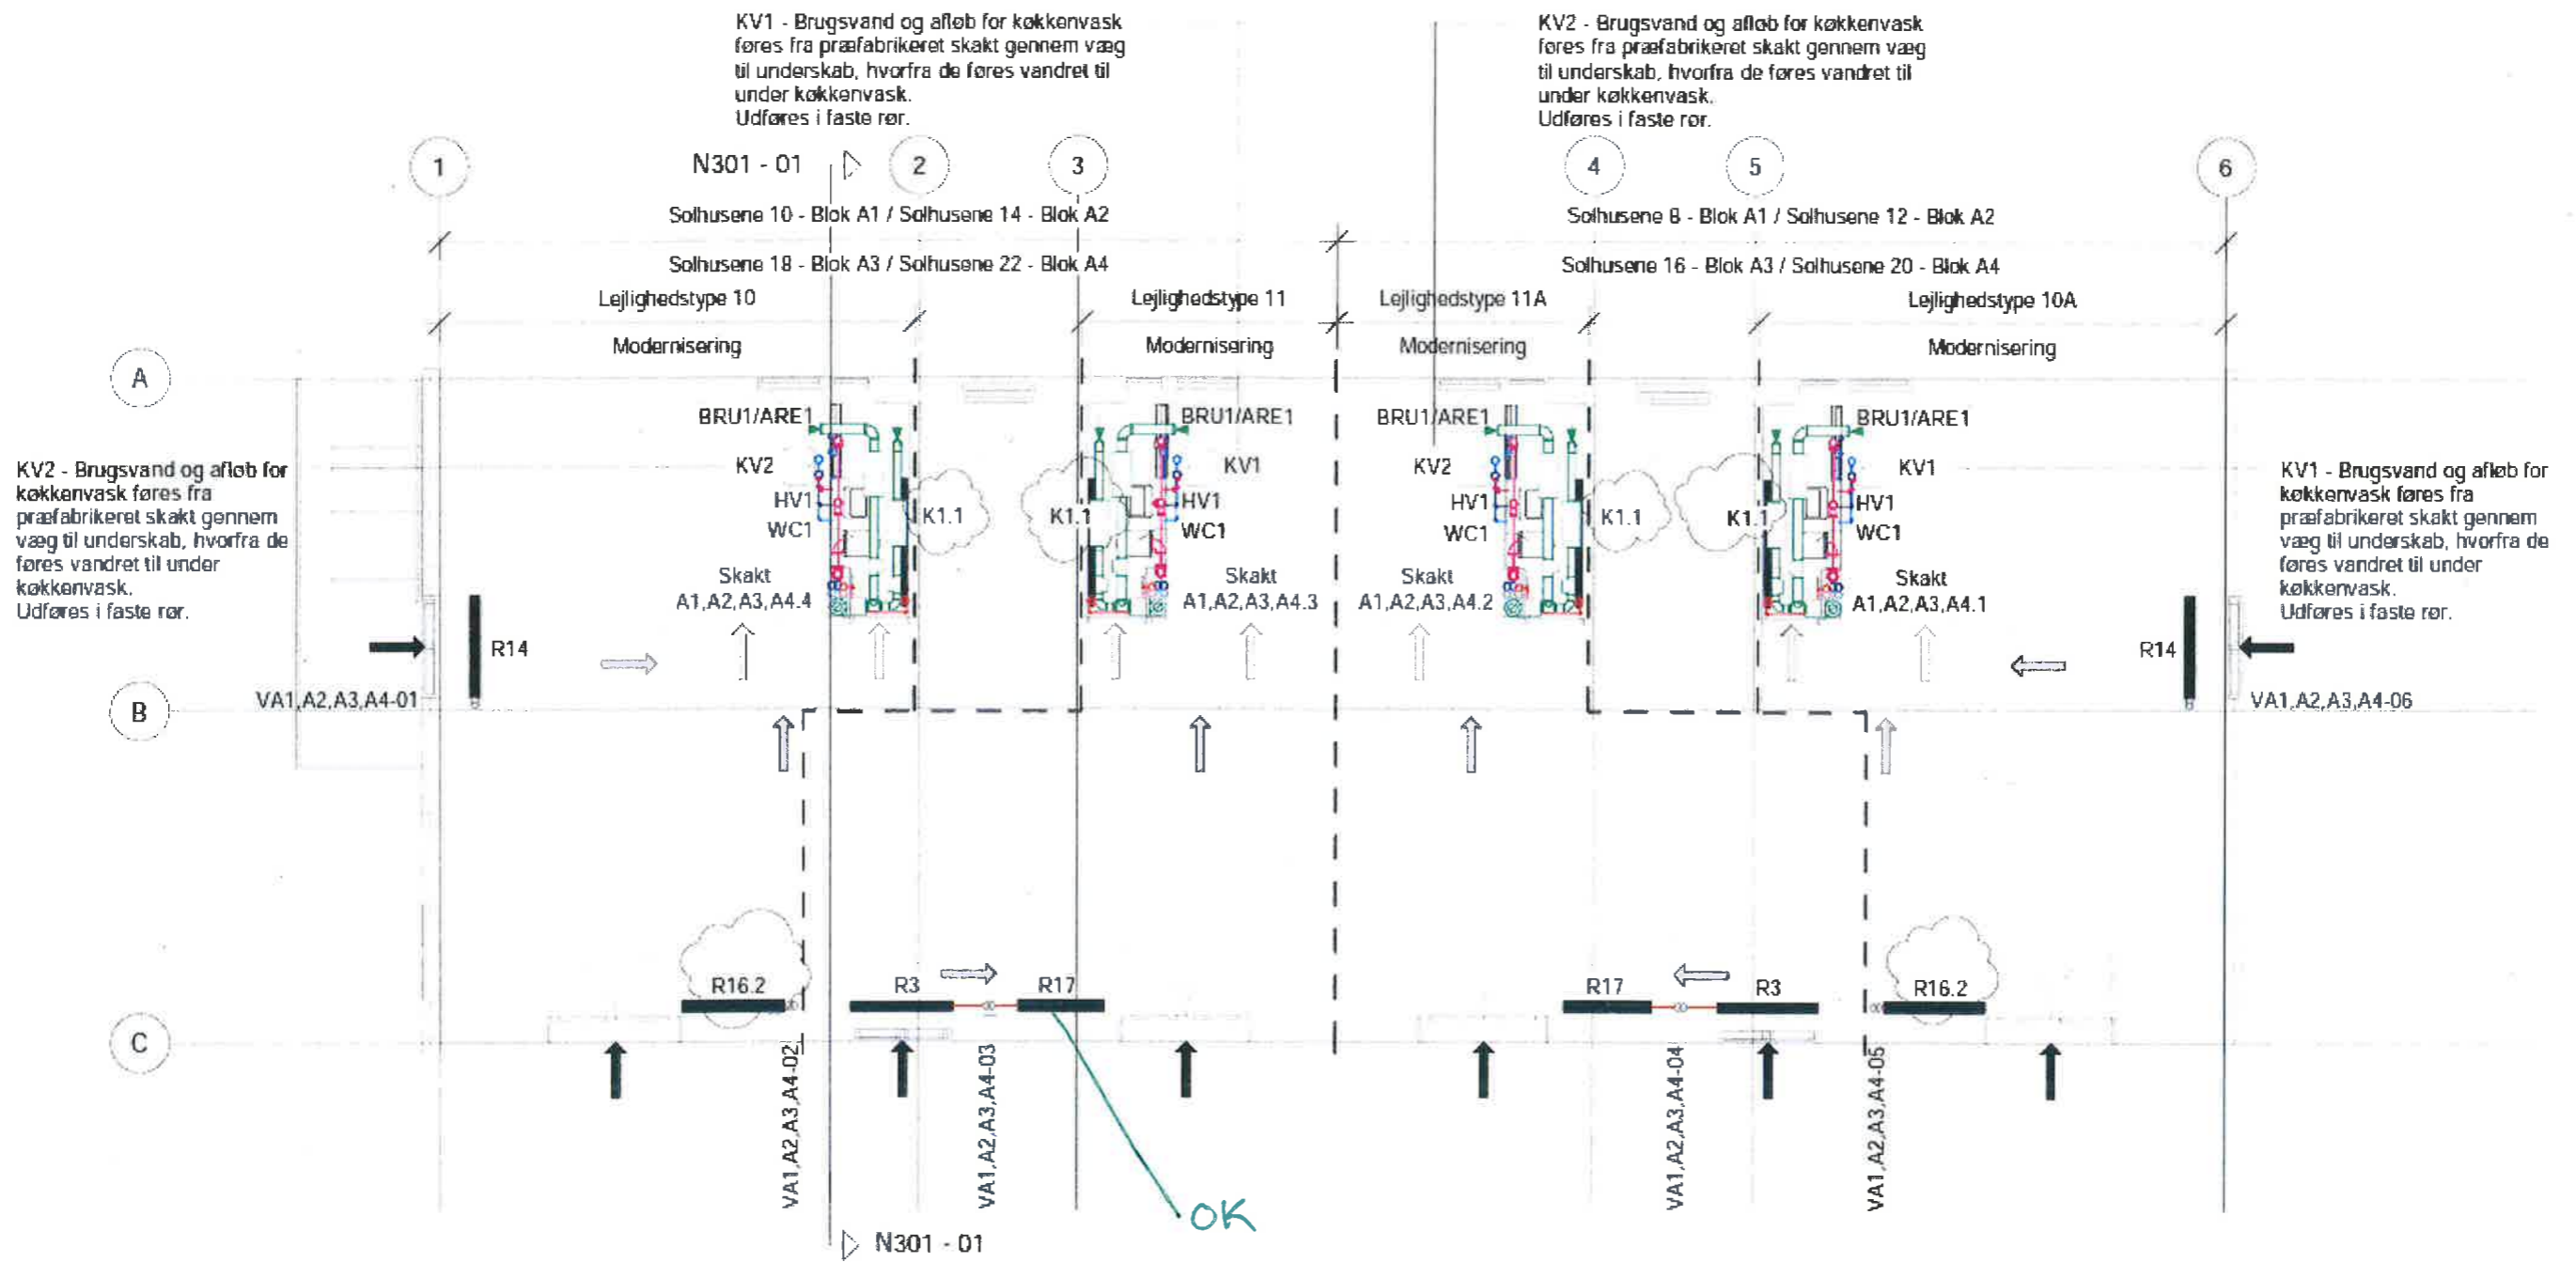 KV1 - Brugsvand og afløb for køkkenvask
føres fra præfabrikeret skakt gennem væg
til underskab, hvorfra de føres vandret til
under køkkenvask.
Udføres i faste rør.
KV2 - Brugsvand og afløb for køkkenvask
føres fra præfabrikeret skakt gennem væg
til underskab, hvorfra de føres vandret til
under køkkenvask.
Udføres i faste rør.
1
N301 - 01
2
3
4
5
6
Solhusene 10 - Blok A1 / Solhusene 14 - Blok A2
Solhusene 8 - Blok A1 / Solhusene 12 - Blok A2
Solhusene 18 - Blok A3 / Solhusene 22 - Blok A4
Solhusene 16 - Blok A3 / Solhusene 20 - Blok A4
Lejlighedstype 10
Lejlighedstype 11
Lejlighedstype 11A
Lejlighedstype 10A
Modernisering
Modernisering
Modernisering
Modernisering
A
BRU1/ARE1
BRU1/ARE1
BRU1/ARE1
BRU1/ARE1
KV2 - Brugsvand og afløb for
køkkenvask føres fra
præfabrikeret skakt gennem
væg til underskab, hvorfra de
føres vandret til under
køkkenvask.
Udføres i faste rør.
KV2
KV1
KV2
KV1
KV1 - Brugsvand og afløb for
køkkenvask føres fra
præfabrikeret skakt gennem
væg til underskab, hvorfra de
føres vandret til under
køkkenvask.
Udføres i faste rør.
HV1
HV1
HV1
HV1
K1.1
K1.1
K1.1
K1.1
WC1
WC1
WC1
WC1
Skakt
A1,A2,A3,A4.4
Skakt
A1,A2,A3,A4.3
Skakt
A1,A2,A3,A4.2
Skakt
A1,A2,A3,A4.1
R14
R14
VA1,A2,A3,A4-01
VA1,A2,A3,A4-06
B
R16.2
R3
R17
R17
R3
R16.2
C
VA1,A2,A3,A4-02
VA1,A2,A3,A4-03
VA1,A2,A3,A4-04
VA1,A2,A3,A4-05
OK
N301 - 01